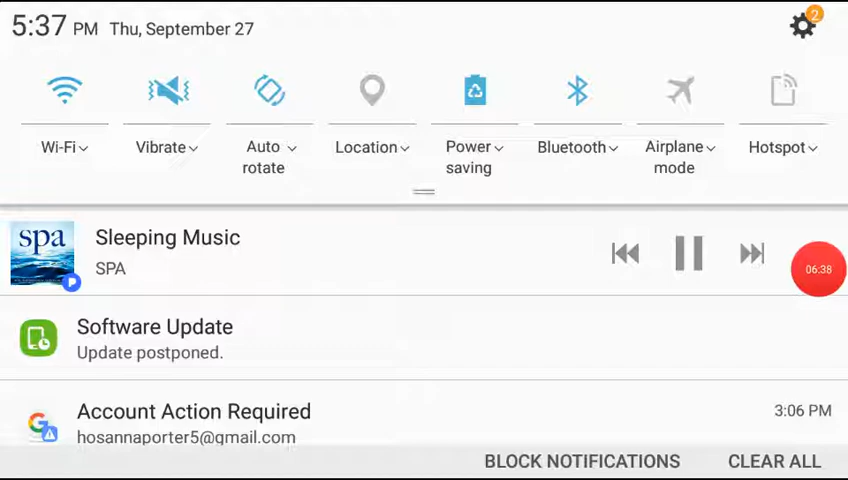 5:37 PM Thu, September 27
2
Wi-Fi Vibrate Auto rotate Location Power saving Bluetooth Airplane mode Hotspot
spa
Sleeping Music
SPA
06:38
Software Update
Update postponed.
Account Action Required
3:06 PM
hosannaporter5@gmail.com
BLOCK NOTIFICATIONS CLEAR ALL